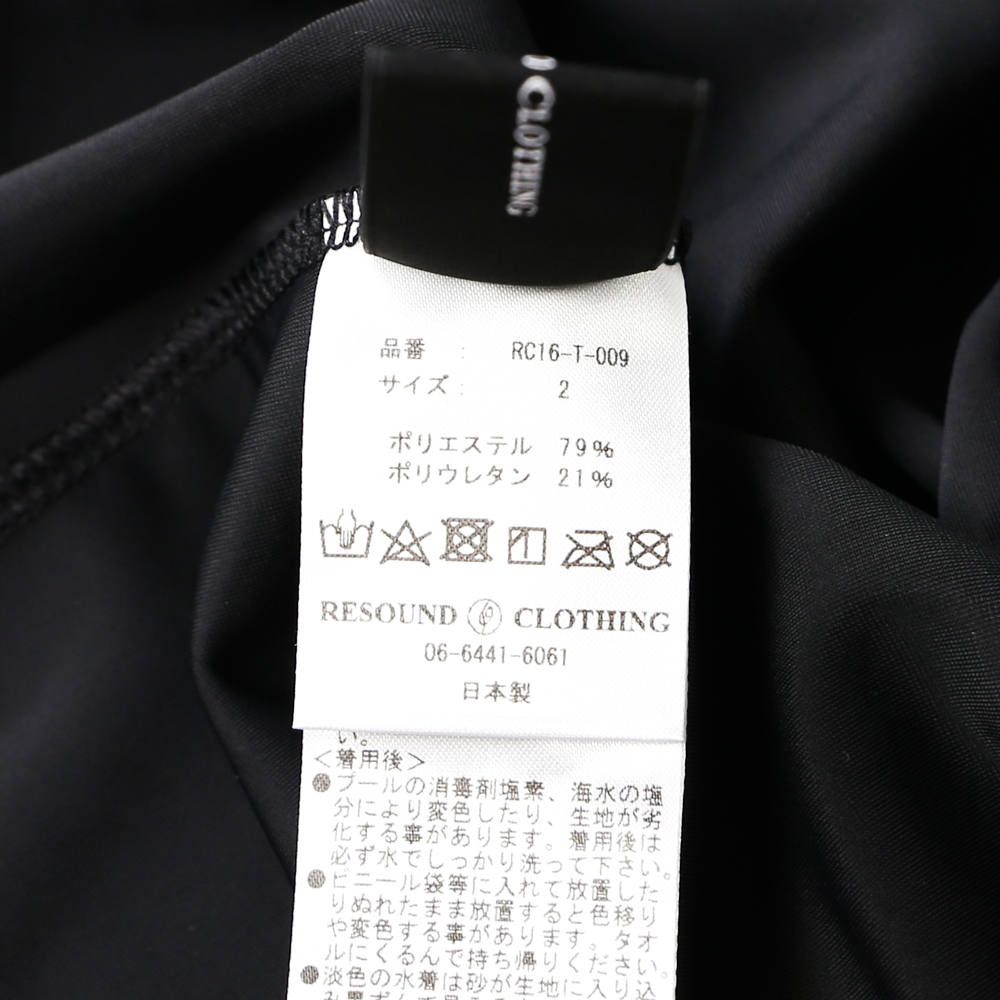 CLOTHING
品番 : RC16-T-009
サイズ : 2
ポリエステル 79%
ポリウレタン 21%
RESOUND CLOTHING
06-6441-6061
日本製
い。
<着用後>
●プールの消毒剤塩素、海水の塩
分により変色したり、生地が劣
化する事があります。着用後は
必ず水でしっかり洗って下さい。
●ビニール袋等に入れて放置した
りぬれたまま放置すると色移り
や変色する事があります。タオ
ルにくるんで持ち帰りください。
●淡色の水着は砂が生地に入り込